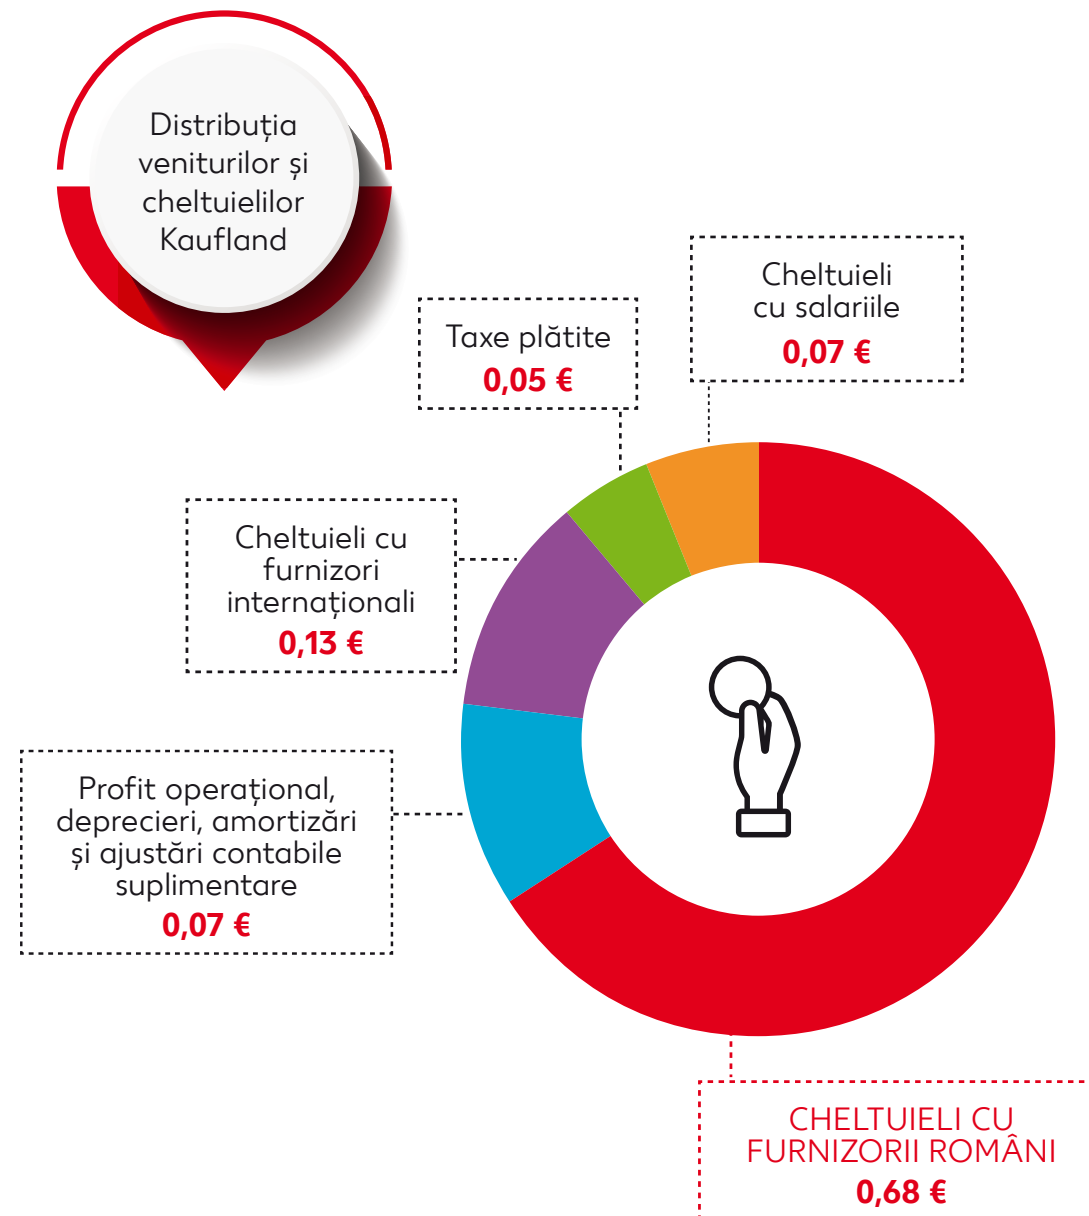 Distribuția
veniturilor și
cheltuielilor
Kaufland
Cheltuieli
cu salariile
0,07 €
Taxe plătite
0,05 €
Cheltuieli cu
furnizori
internaționali
0,13 €
Profit operațional,
deprecieri, amortizări
și ajustări contabile
suplimentare
0,07 €
CHELTUIELI CU
FURNIZORII ROMÂNI
0,68 €